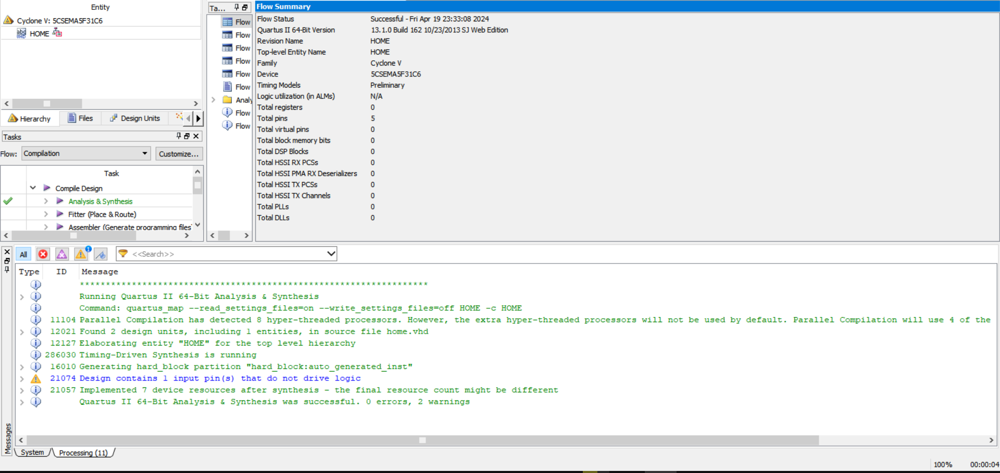 Entity
Cyclone V: 5CSEMA5F31C6
HOME
Hierarchy
Files
Design Units
Tasks
Flow:
Compilation
Customize...
Task
Compile Design
Analysis & Synthesis
Fitter (Place & Route)
Assembler (Generate programming files)
Ta...
Flow
Flow
Flow
Flow
Flow
Flow
Analy
Flow
Flow
Flow Summary
Flow Status Successful - Fri Apr 19 23:33:08 2024
Quartus II 64-Bit Version 13.1.0 Build 162 10/23/2013 SJ Web Edition
Revision Name HOME
Top-level Entity Name HOME
Family Cyclone V
Device 5CSEMA5F31C6
Timing Models Preliminary
Logic utilization (in ALMs) N/A
Total registers 0
Total pins 5
Total virtual pins 0
Total block memory bits 0
Total DSP Blocks 0
Total HSSI RX PCSs 0
Total HSSI PMA RX Deserializers 0
Total HSSI TX PCSs 0
Total HSSI TX Channels 0
Total PLLs 0
Total DLLs 0
All
1
<<Search>>
Type ID Message
*******************************************************************
Running Quartus II 64-Bit Analysis & Synthesis
Command: quartus_map --read_settings_files=on --write_settings_files=off HOME -c HOME
11104 Parallel Compilation has detected 8 hyper-threaded processors. However, the extra hyper-threaded processors will not be used by default. Parallel Compilation will use 4 of the
12021 Found 2 design units, including 1 entities, in source file home.vhd
12127 Elaborating entity "HOME" for the top level hierarchy
286030 Timing-Driven Synthesis is running
16010 Generating hard_block partition "hard_block:auto_generated_inst"
21074 Design contains 1 input pin(s) that do not drive logic
21057 Implemented 7 device resources after synthesis - the final resource count might be different
Quartus II 64-Bit Analysis & Synthesis was successful. 0 errors, 2 warnings
Messages
System
Processing (11)
100% 00:00:04